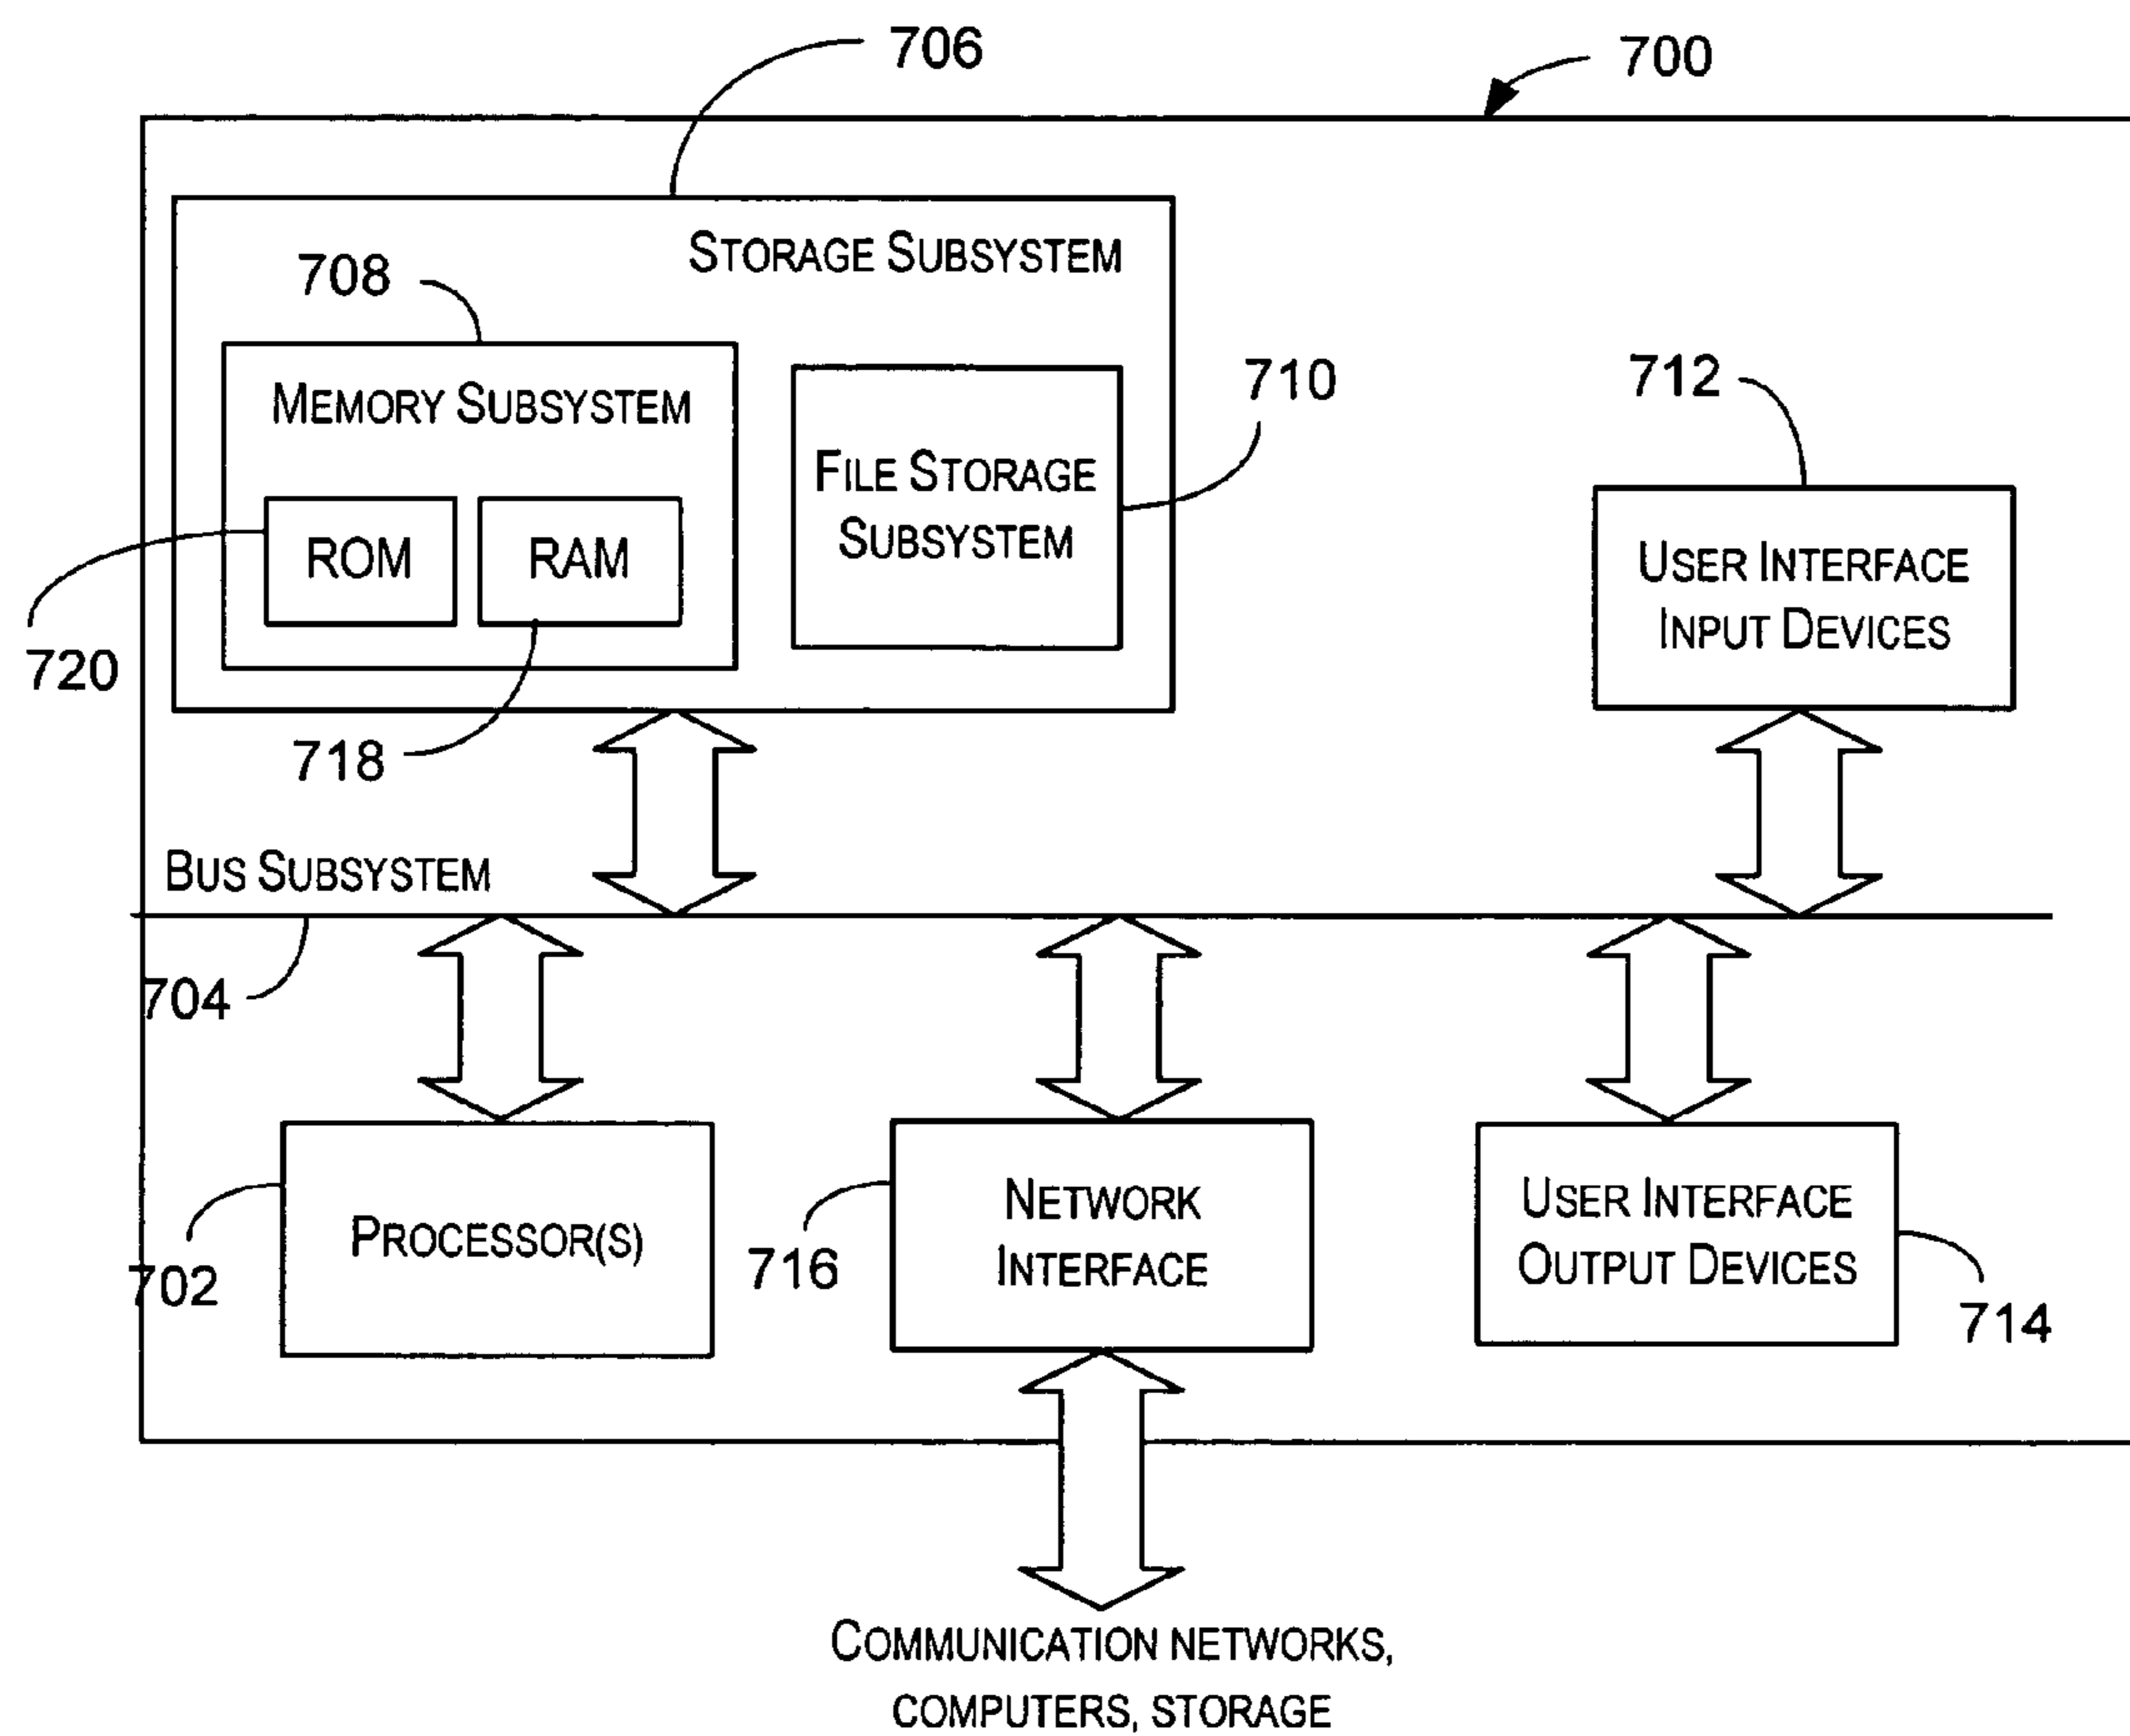 706
700
STORAGE SUBSYSTEM
708
MEMORY SUBSYSTEM
710
712
FILE STORAGE
SUBSYSTEM
ROM
RAM
USER INTERFACE
INPUT DEVICES
720
718
BUS SUBSYSTEM
704
PROCESSOR(S)
702
NETWORK
INTERFACE
716
USER INTERFACE
OUTPUT DEVICES
714
COMMUNICATION NETWORKS,
COMPUTERS, STORAGE